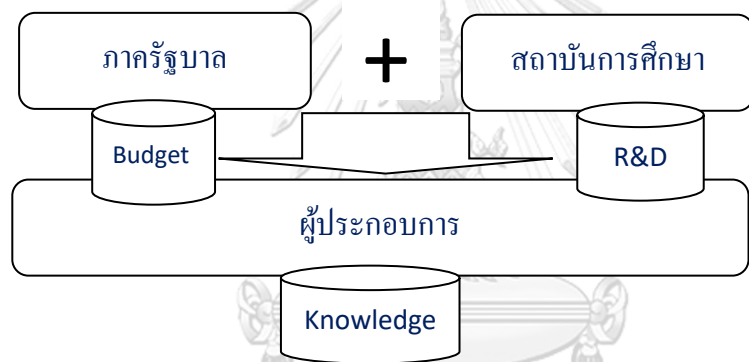 ภาครัฐบาล
+
สถาบันการศึกษา
Budget
R&D
ผู้ประกอบการ
Knowledge